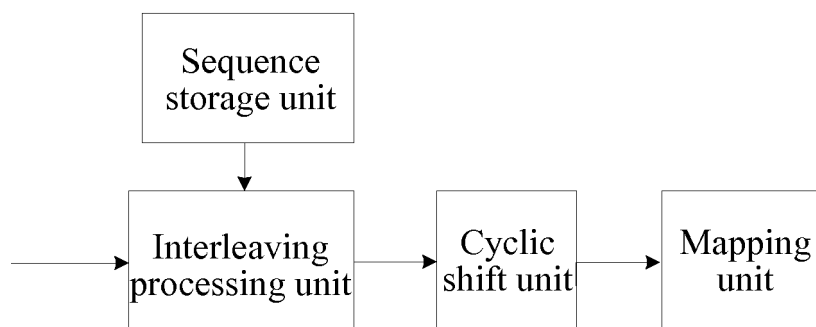 Sequence
storage unit
Interleaving
processing unit
Cyclic
shift unit
Mapping
unit